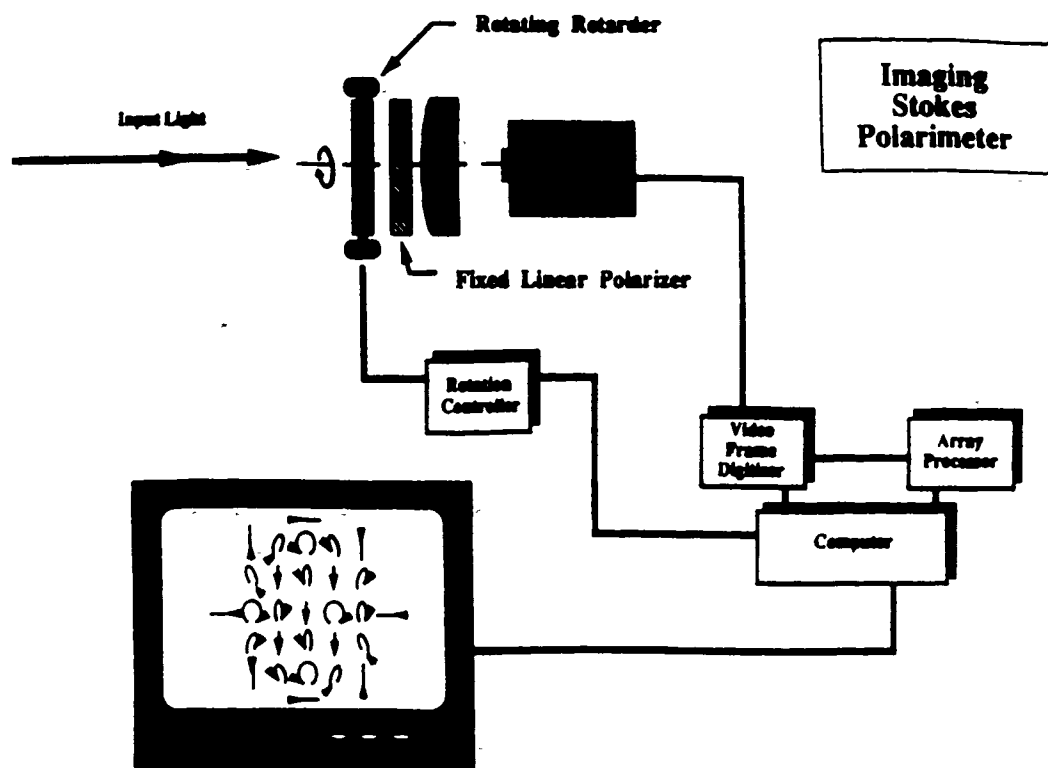 Rotating Retarder
Imaging
Stokes
Polarimeter
Input Light
Fixed Linear Polarizer
Rotation
Controller
Video
Frame
Digitizer
Array
Processor
Computer